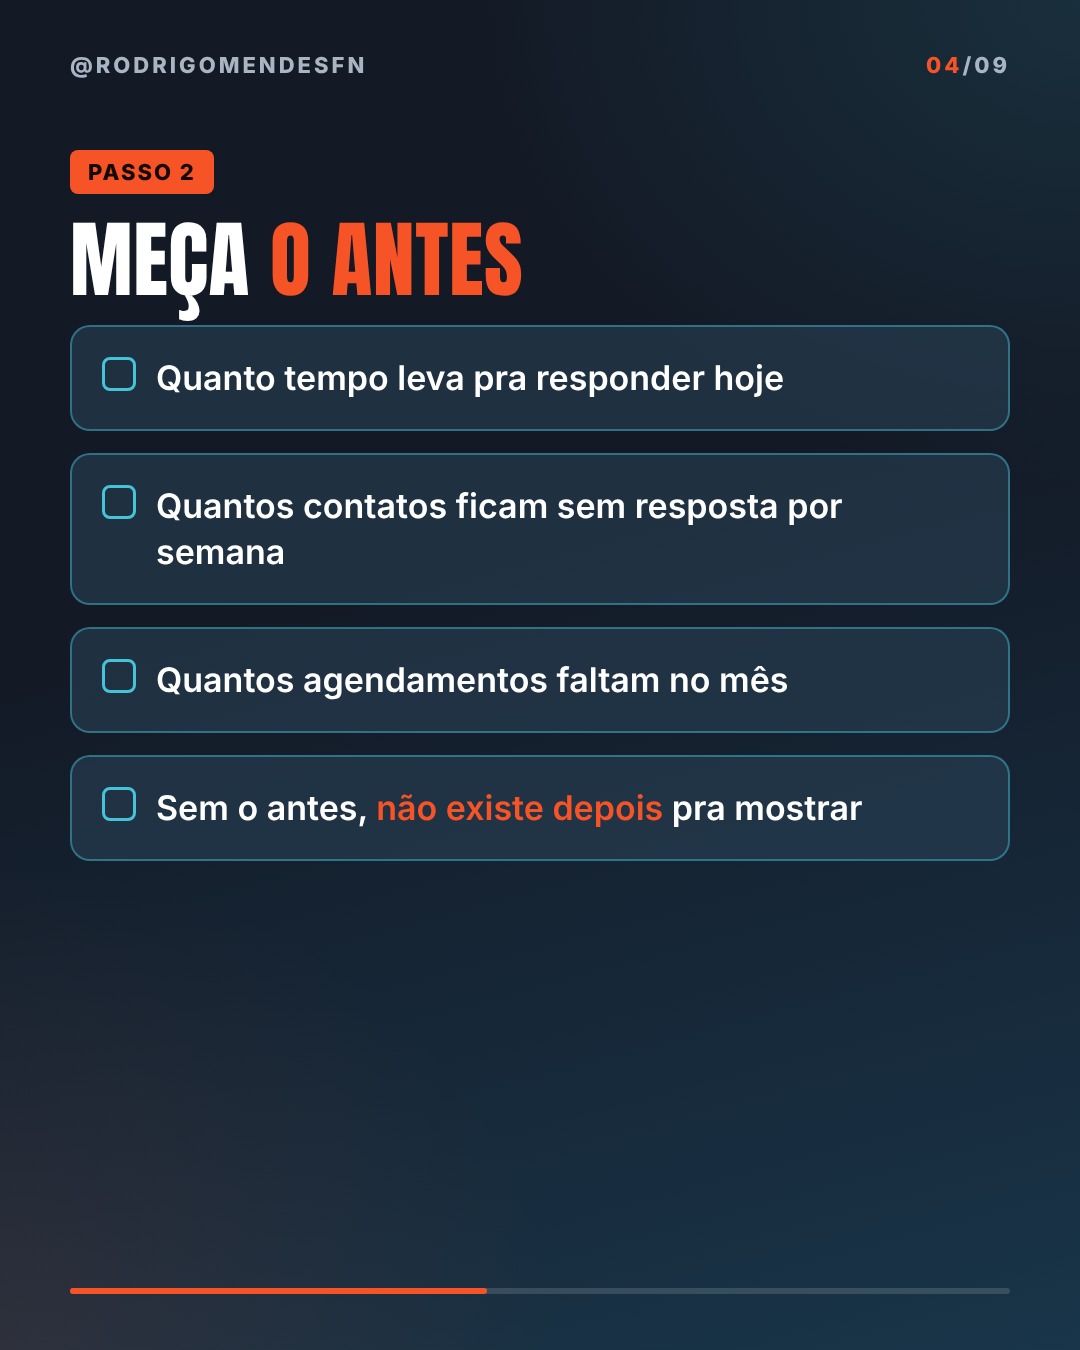 @RODRIGOMENDESFN
04/09
PASSO 2
MEÇA O ANTES
Quanto tempo leva pra responder hoje
Quantos contatos ficam sem resposta por
semana
Quantos agendamentos faltam no mês
Sem o antes, não existe depois pra mostrar